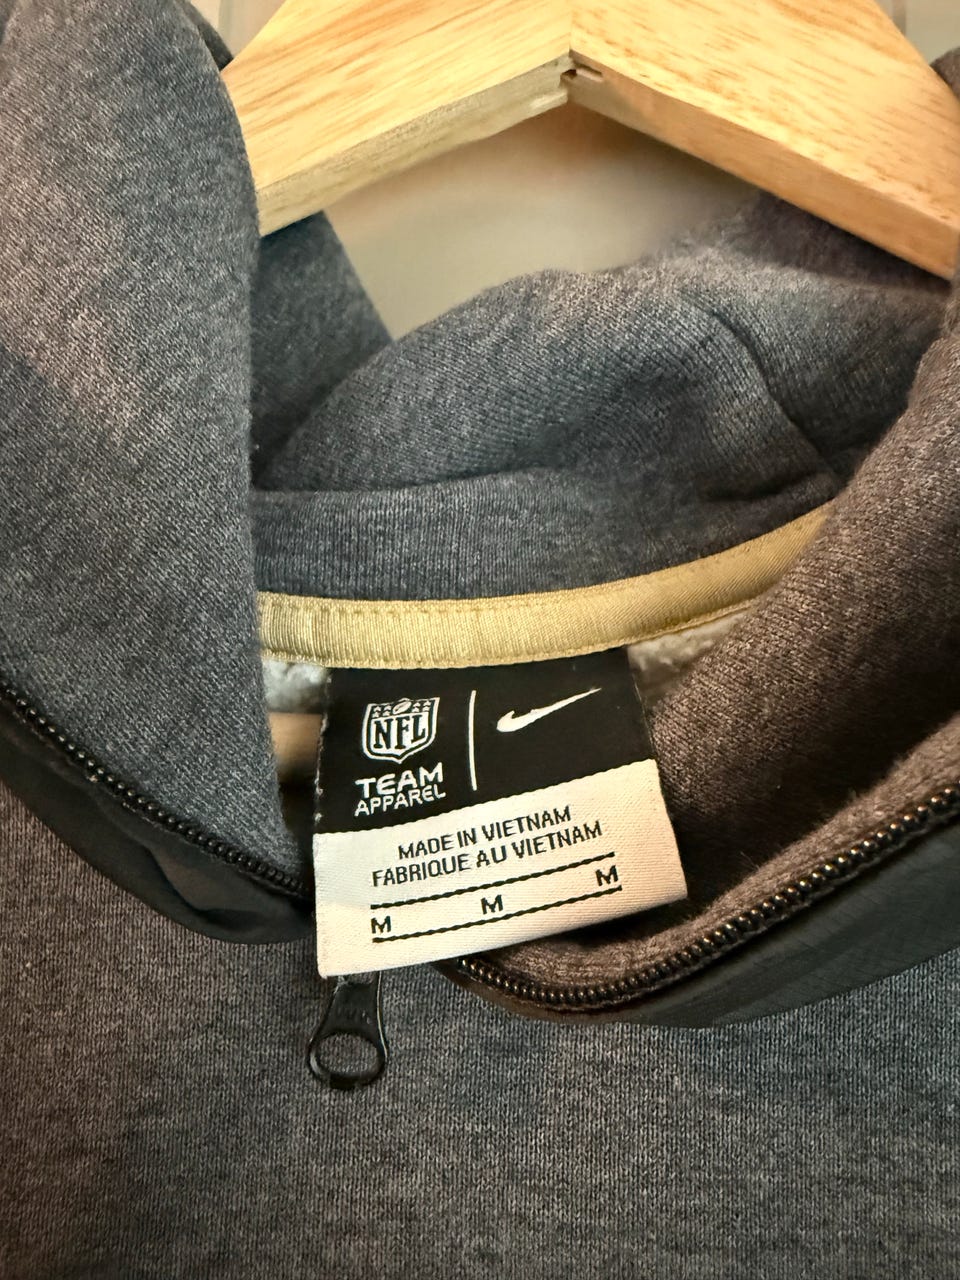 NFL
TEAM
APPAREL
MADE IN VIETNAM
FABRIQUE AU VIETNAM
M M M